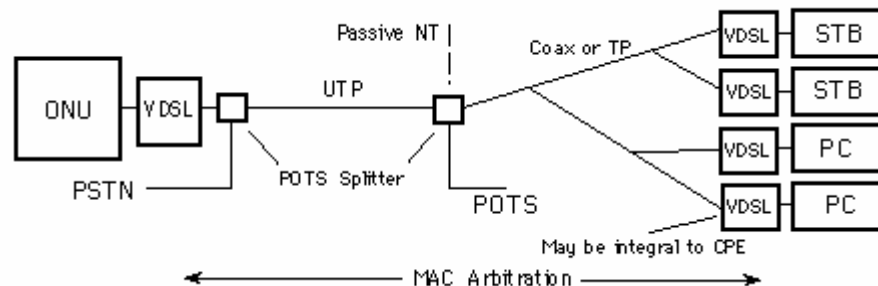 Passive NT
Coax or TP
VDSL
STB
ONU
VDSL
UTP
VDSL
STB
POTS Splitter
VDSL
PC
PSTN
POTS
VDSL
PC
May be integral to CPE
MAC Arbitration